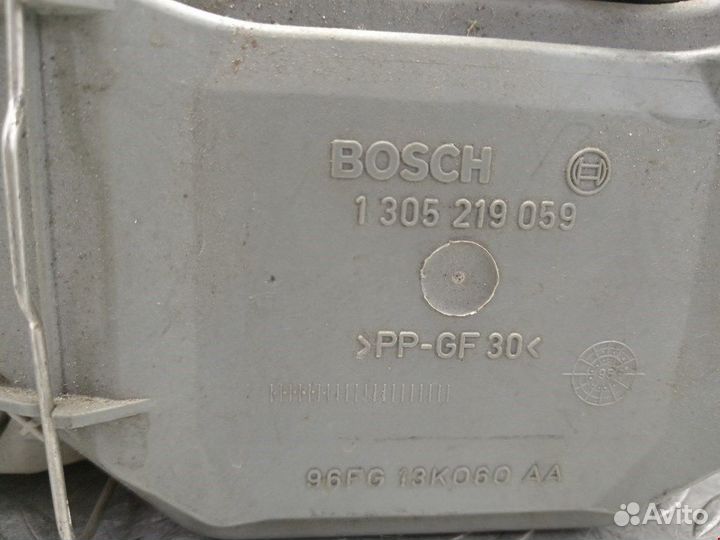 BOSCH
1 305 219 059
>PP-GF 30<
96FG 13K060 AA
Avito